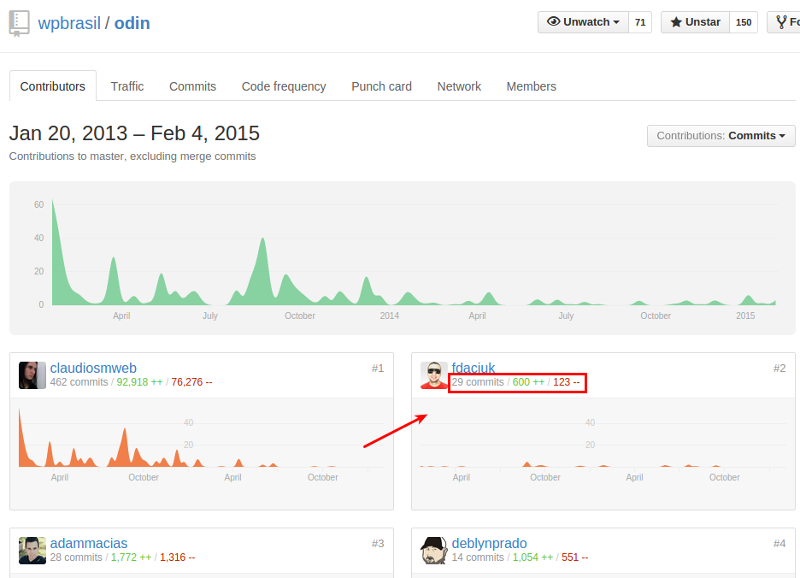 wpbrasil / odin
Unwatch 71 Unstar 150 Fo
Contributors Traffic Commits Code frequency Punch card Network Members
Jan 20, 2013 – Feb 4, 2015
Contributions: Commits
Contributions to master, excluding merge commits
60
40
20
0
April July October 2014 April July October 2015
claudiosmweb #1
462 commits / 92,918 ++ / 76,276 --
40
20
April October April October
fdaciuk #2
29 commits / 600 ++ / 123 --
40
20
April October April October
adammacias #3
28 commits / 1,772 ++ / 1,316 --
deblynprado #4
14 commits / 1,054 ++ / 551 --